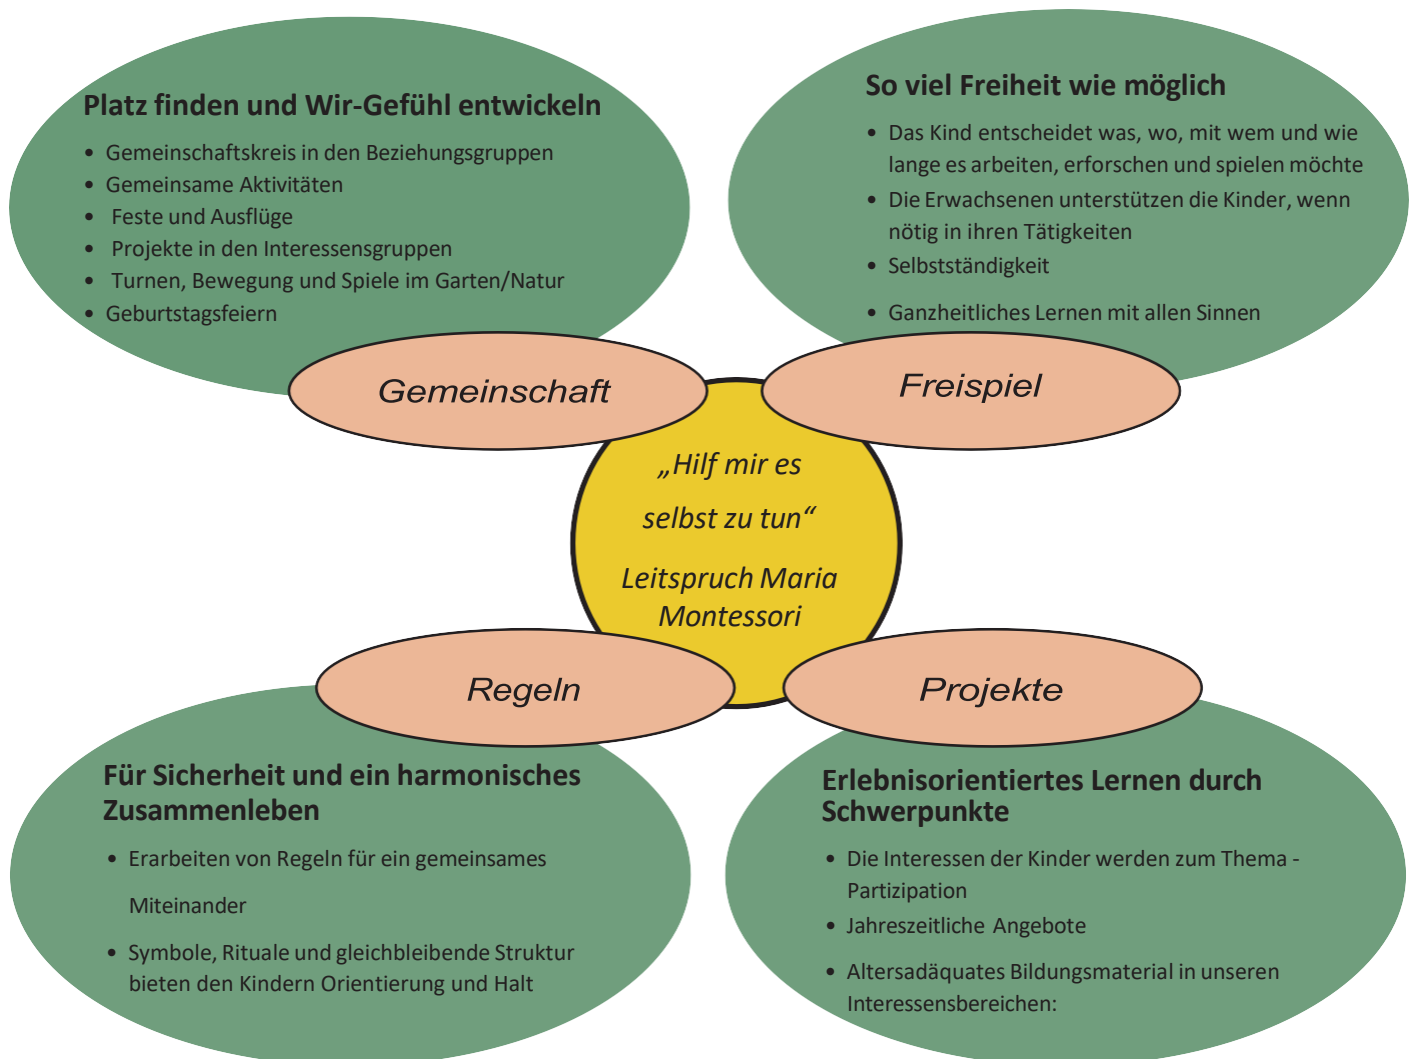 Platz finden und Wir-Gefühl entwickeln
• Gemeinschaftskreis in den Beziehungsgruppen
• Gemeinsame Aktivitäten
• Feste und Ausflüge
• Projekte in den Interessensgruppen
• Turnen, Bewegung und Spiele im Garten/Natur
• Geburtstagsfeiern
Gemeinschaft
So viel Freiheit wie möglich
• Das Kind entscheidet was, wo, mit wem und wie
lange es arbeiten, erforschen und spielen möchte
• Die Erwachsenen unterstützen die Kinder, wenn
nötig in ihren Tätigkeiten
• Selbstständigkeit
• Ganzheitliches Lernen mit allen Sinnen
Freispiel
„Hilf mir es
selbst zu tun“
Leitspruch Maria
Montessori
Regeln
Für Sicherheit und ein harmonisches
Zusammenleben
• Erarbeiten von Regeln für ein gemeinsames
Miteinander
• Symbole, Rituale und gleichbleibende Struktur
bieten den Kindern Orientierung und Halt
Projekte
Erlebnisorientiertes Lernen durch
Schwerpunkte
• Die Interessen der Kinder werden zum Thema -
Partizipation
• Jahreszeitliche Angebote
• Altersadäquates Bildungsmaterial in unseren
Interessensbereichen: